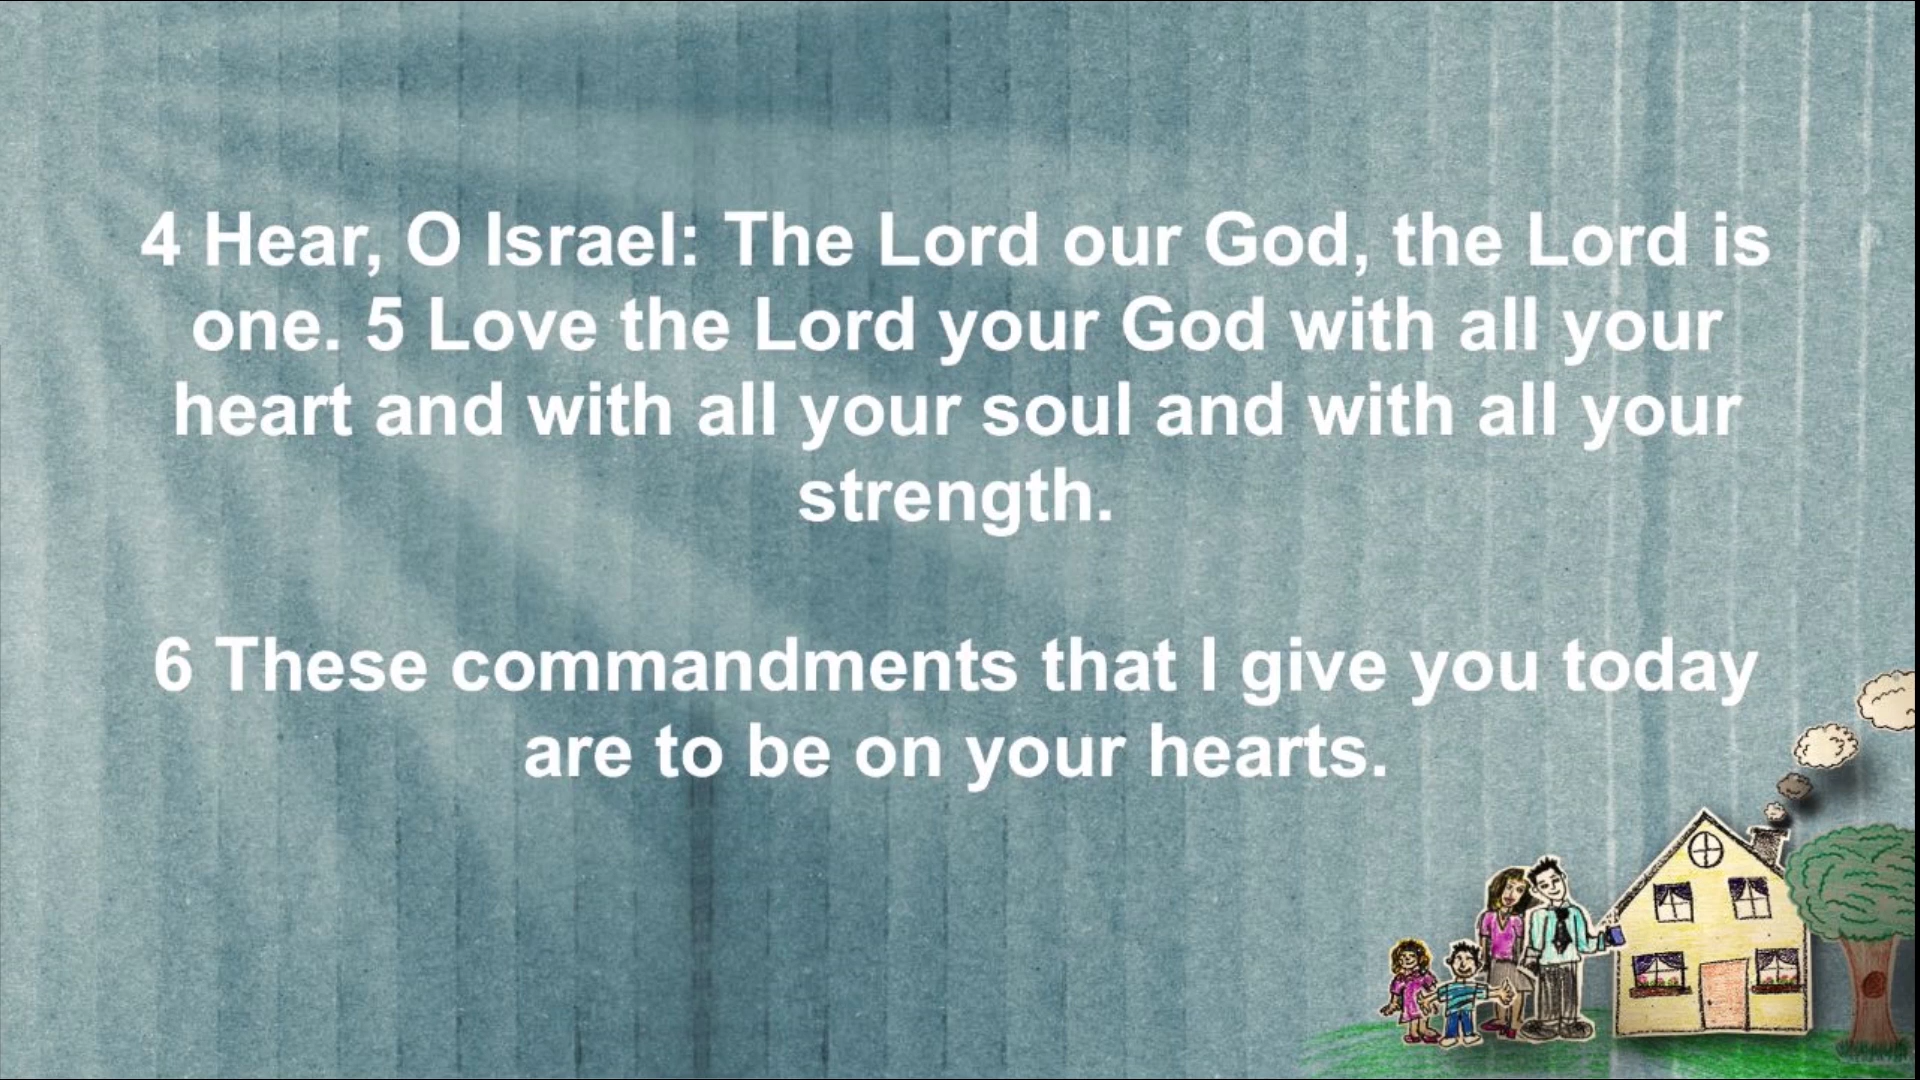 4 Hear, O Israel: The Lord our God, the Lord is
one. 5 Love the Lord your God with all your
heart and with all your soul and with all your
strength.
6 These commandments that I give you today
are to be on your hearts.